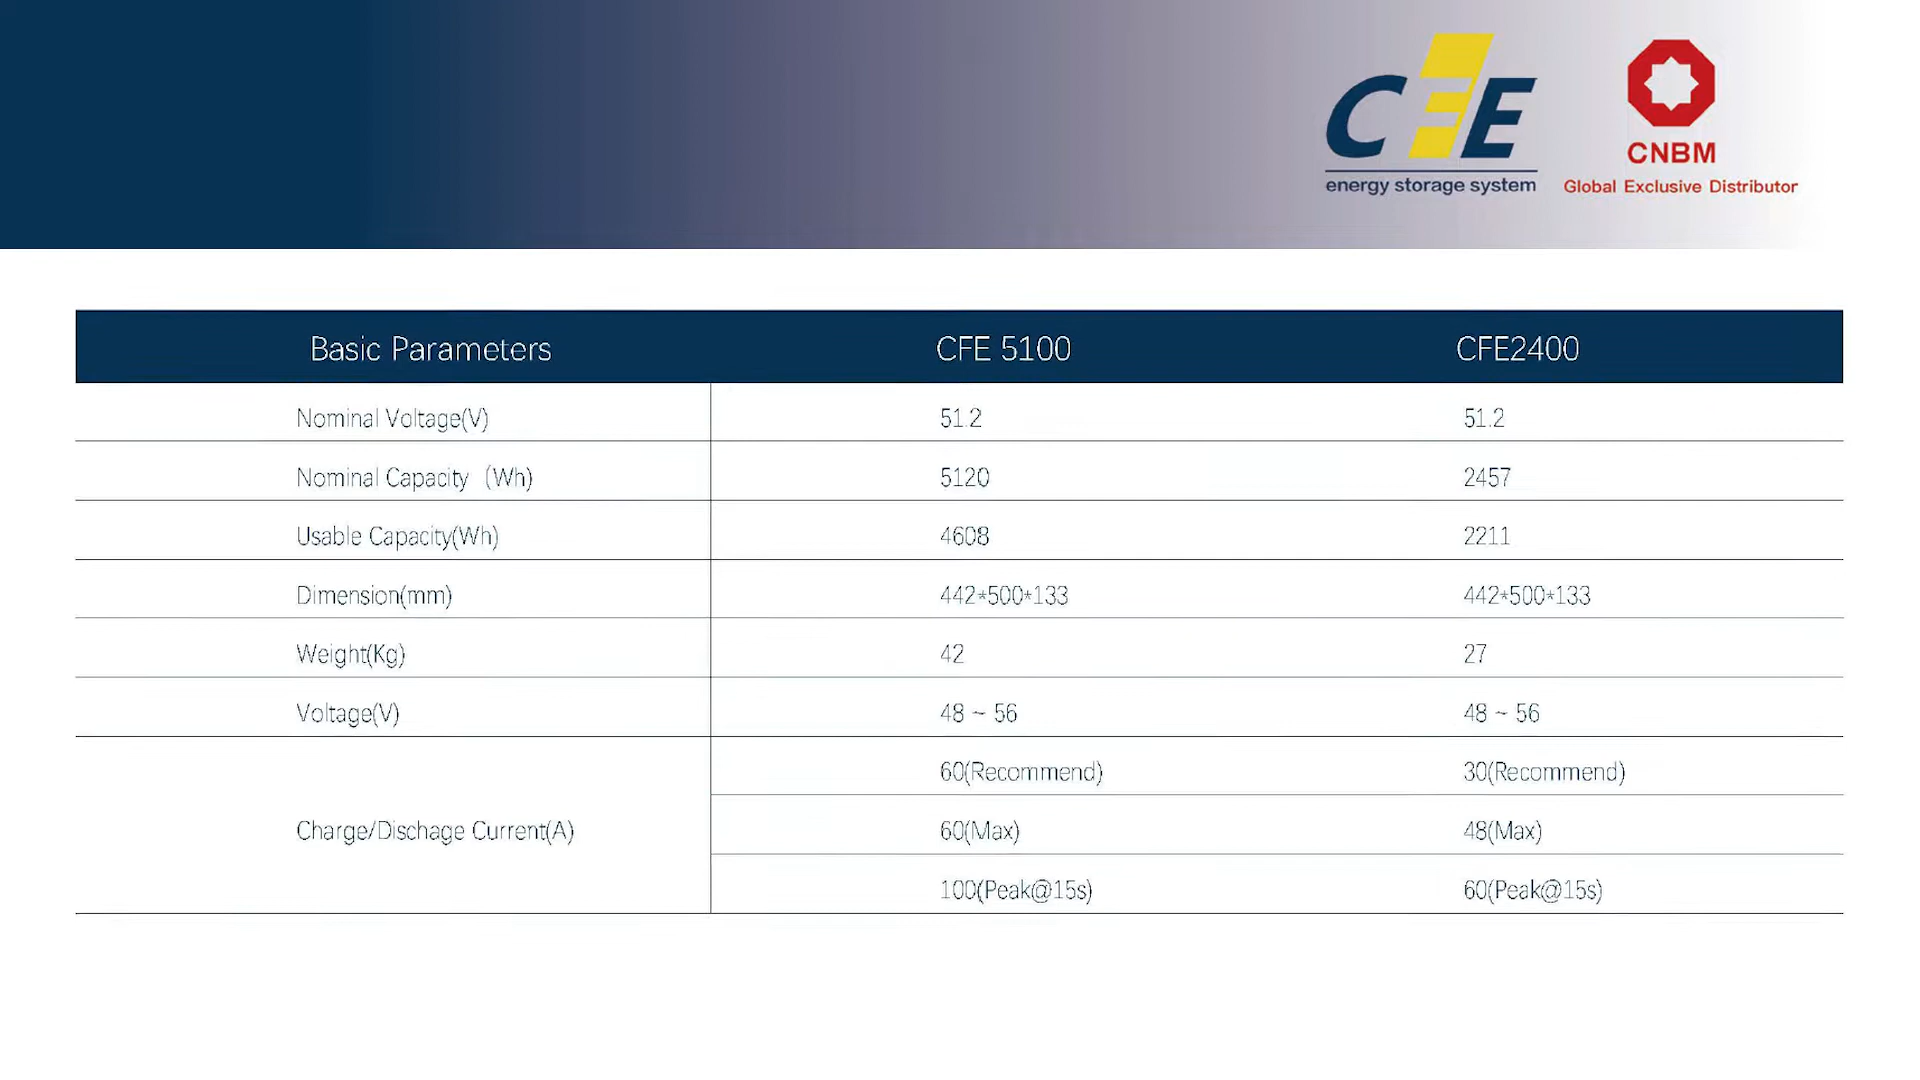 CFE
energy storage system
CNBM
Global Exclusive Distributor
Basic Parameters CFE 5100 CFE2400
Nominal Voltage(V) 51.2 51.2
Nominal Capacity（Wh) 5120 2457
Usable Capacity(Wh) 4608 2211
Dimension(mm) 442*500*133 442*500*133
Weight(Kg) 42 27
Voltage(V) 48 ~ 56 48 ~ 56
60(Recommend) 30(Recommend)
Charge/Dischage Current(A) 60(Max) 48(Max)
100(Peak@15s) 60(Peak@15s)